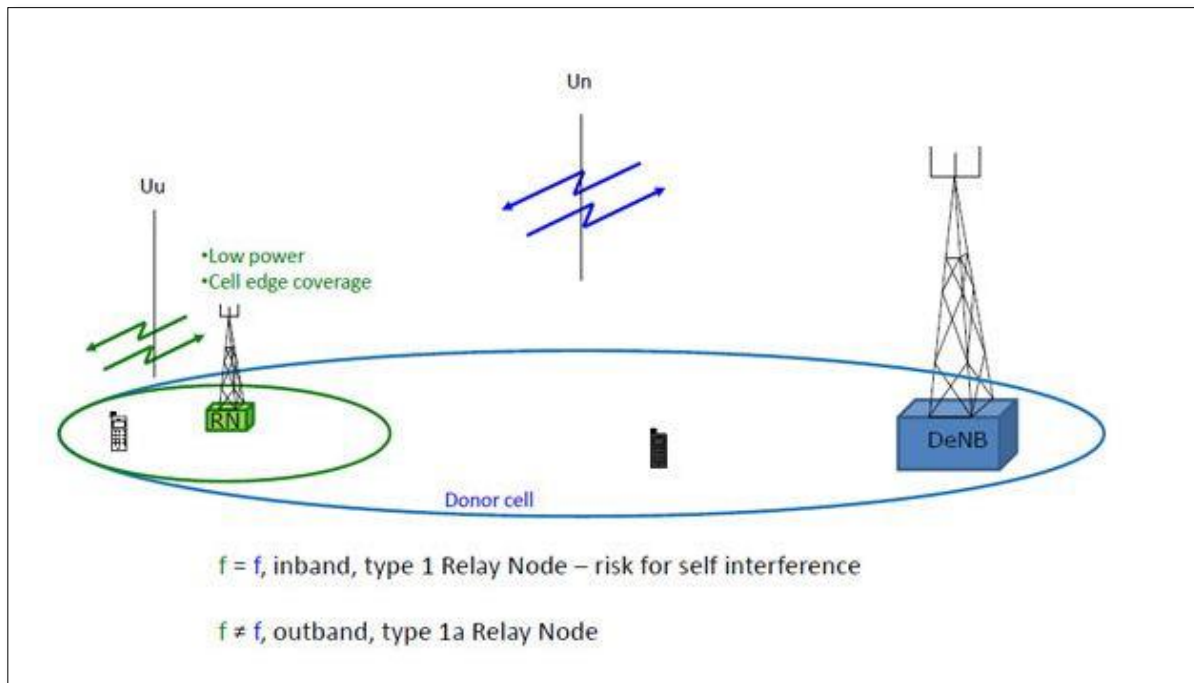 Un
Uu
•Low power
•Cell edge coverage
RN
DeNB
Donor cell
f = f, inband, type 1 Relay Node – risk for self interference
f ≠ f, outband, type 1a Relay Node